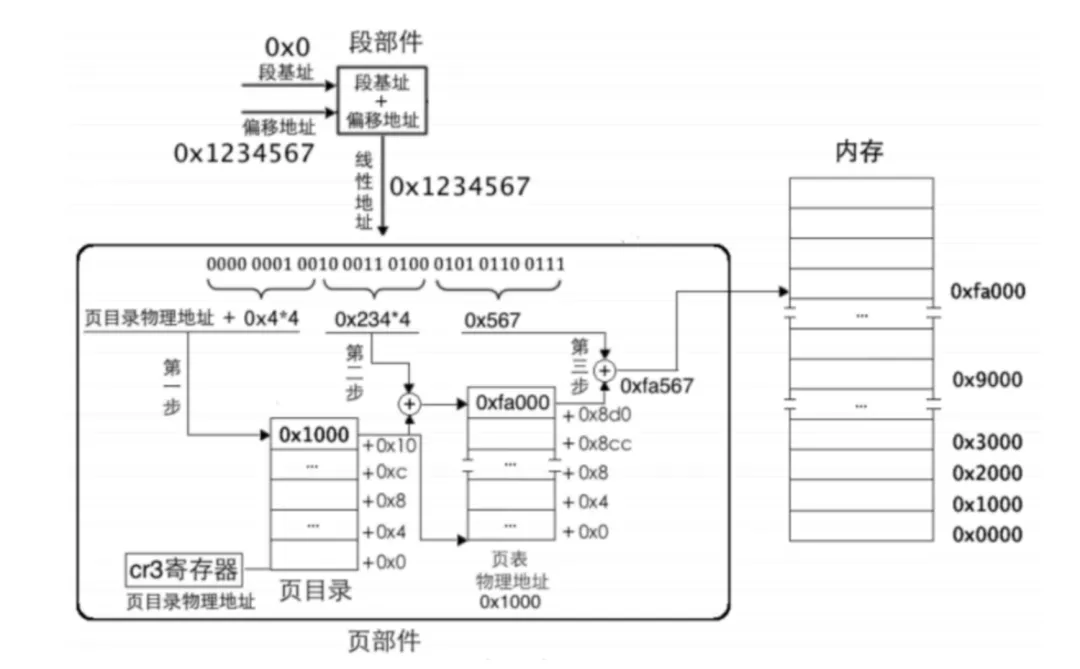 0x0
段部件
段基址
段基址
+
偏移地址
偏移地址
0x1234567
线性地址
0x1234567
内存
0xfa000
...
0x9000
...
0x3000
0x2000
0x1000
0x0000
0000 0001 0010 0011 0100 0101 0110 0111
页目录物理地址 + 0x4*4
0x234*4
0x567
第一步
第二步
第三步
+
+
0xfa567
0xfa000
+0x8d0
+0x8cc
...
+0x8
+0x4
...
+0x0
0x1000
+0x10
...
+0xc
+0x8
...
+0x4
+0x0
cr3寄存器
页目录物理地址
页目录
页表
物理地址
0x1000
页部件